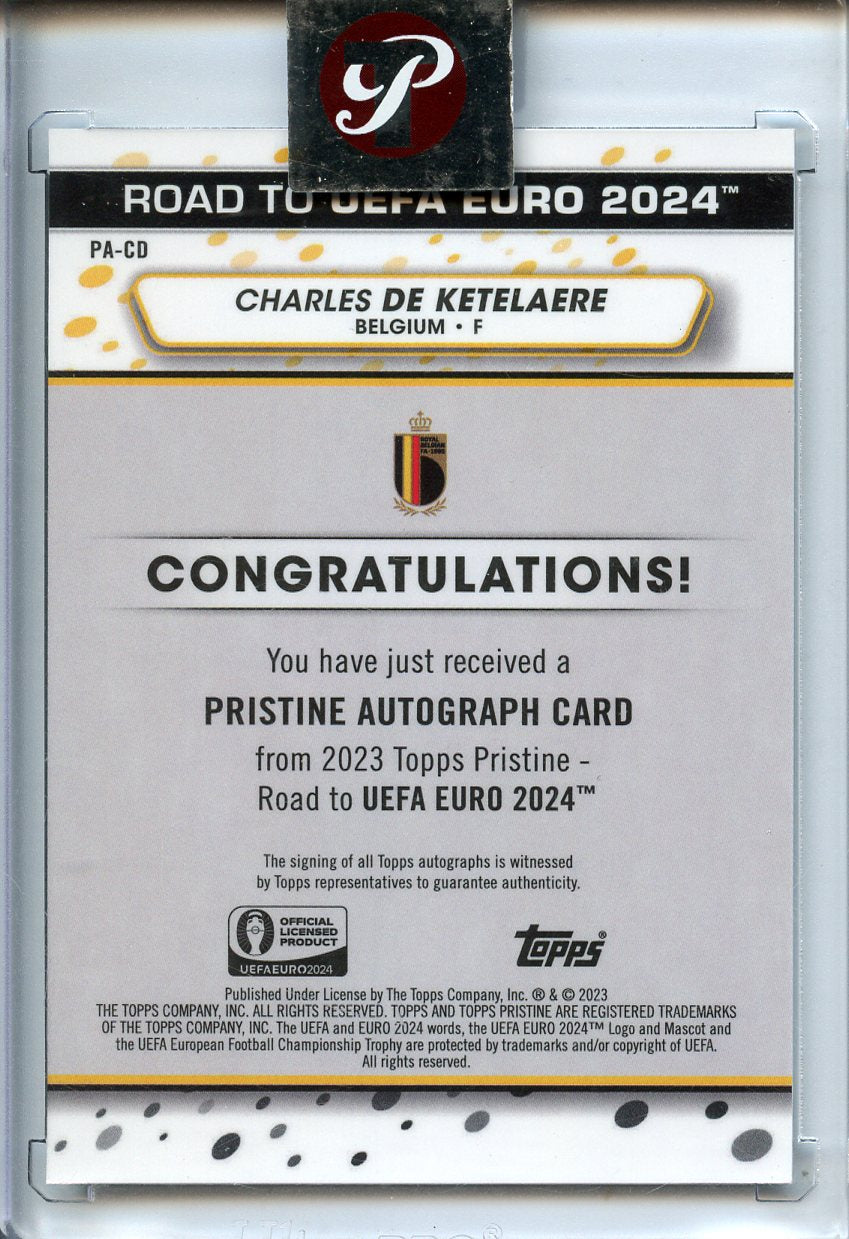 ROAD TO UEFA EURO 2024™
PA-CD
CHARLES DE KETELAERE
BELGIUM • F
ROYAL
BELGIAN
FA-1895
CONGRATULATIONS!
You have just received a
PRISTINE AUTOGRAPH CARD
from 2023 Topps Pristine -
Road to UEFA EURO 2024™
The signing of all Topps autographs is witnessed
by Topps representatives to guarantee authenticity.
OFFICIAL
LICENSED
PRODUCT
UEFAEURO2024
topps®
Published Under License by The Topps Company, Inc. ® & © 2023
THE TOPPS COMPANY, INC. ALL RIGHTS RESERVED. TOPPS AND TOPPS PRISTINE ARE REGISTERED TRADEMARKS
OF THE TOPPS COMPANY, INC. The UEFA and EURO 2024 words, the UEFA EURO 2024™ Logo and Mascot and
the UEFA European Football Championship Trophy are protected by trademarks and/or copyright of UEFA.
All rights reserved.